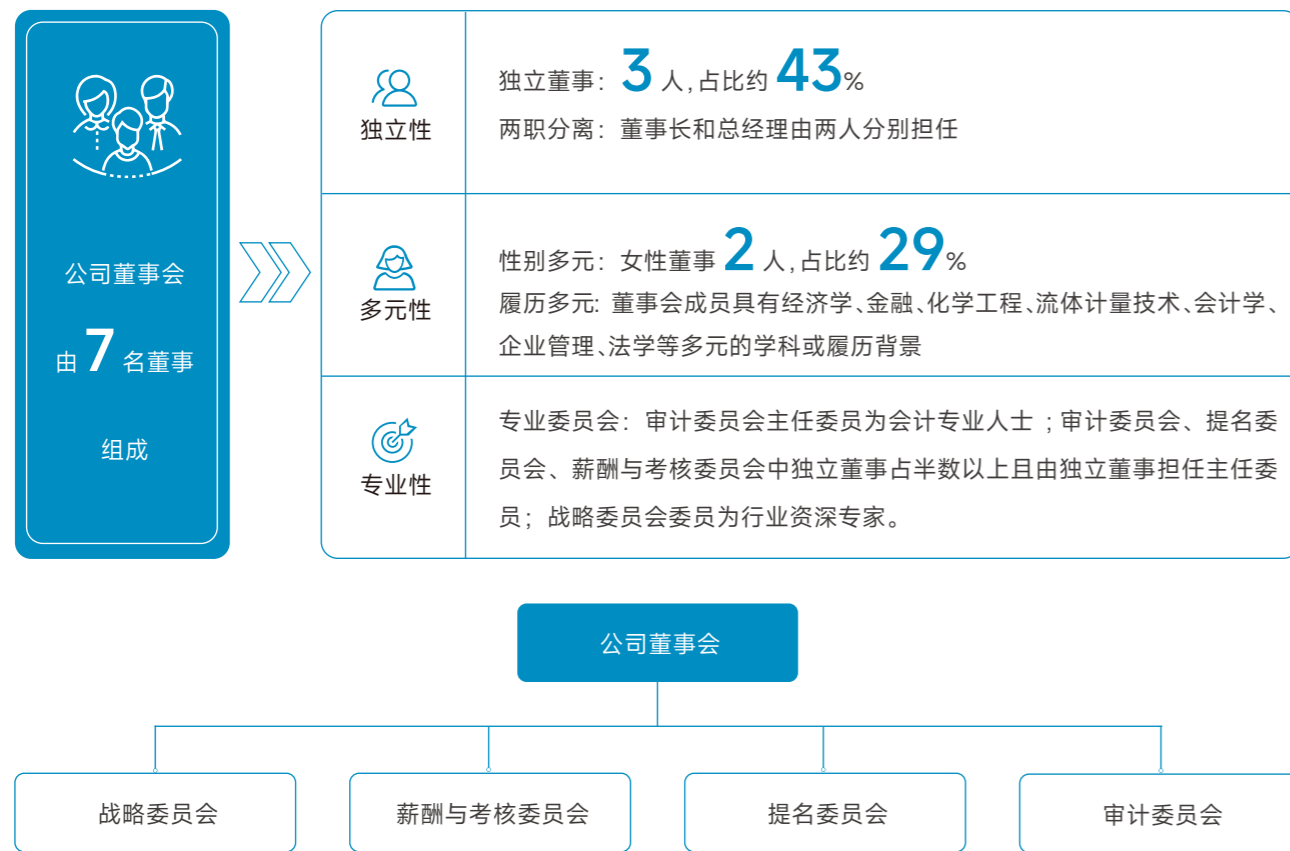 公司董事会
由 7 名董事
组成
独立性
独立董事：3 人，占比约 43%
两职分离：董事长和总经理由两人分别担任
多元性
性别多元：女性董事 2 人，占比约 29%
履历多元：董事会成员具有经济学、金融、化学工程、流体计量技术、会计学、
企业管理、法学等多元的学科或履历背景
专业性
专业委员会：审计委员会主任委员为会计专业人士；审计委员会、提名委
员会、薪酬与考核委员会中独立董事占半数以上且由独立董事担任主任委
员；战略委员会委员为行业资深专家。
公司董事会
战略委员会
薪酬与考核委员会
提名委员会
审计委员会